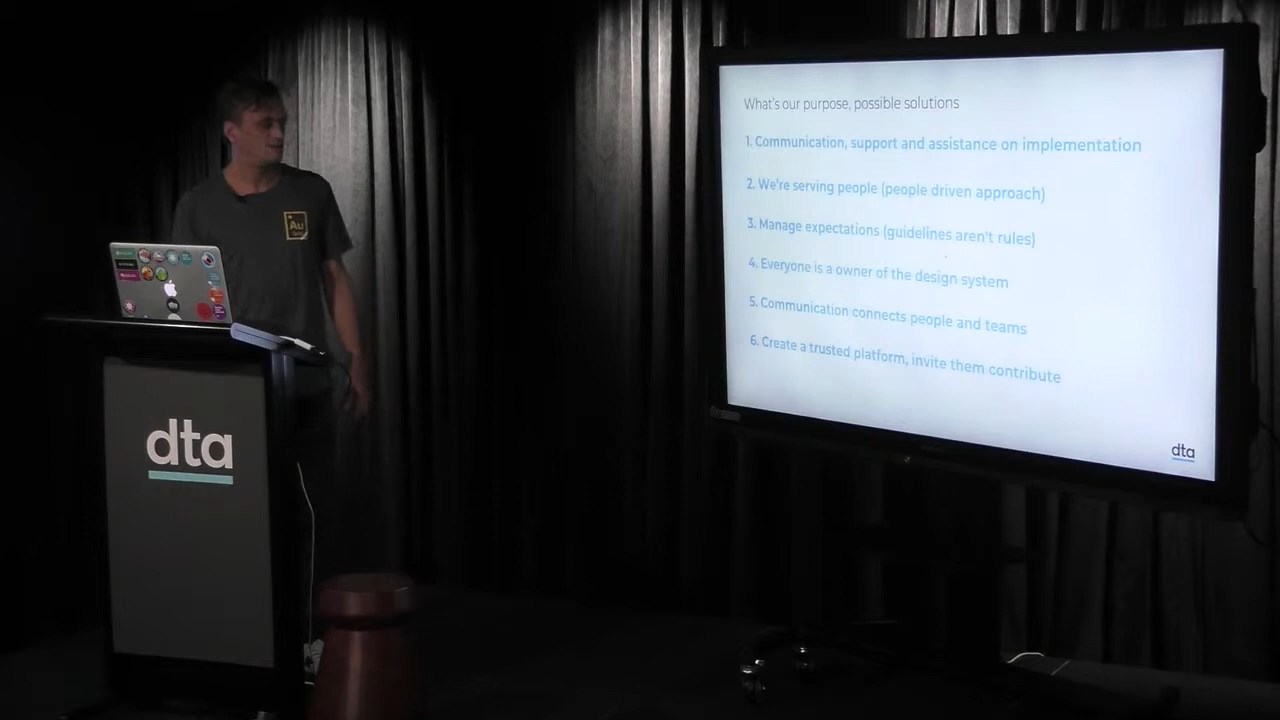 What's our purpose, possible solutions
1. Communication, support and assistance on implementation
2. We're serving people (people driven approach)
3. Manage expectations (guidelines aren't rules)
4. Everyone is a owner of the design system
5. Communication connects people and teams
6. Create a trusted platform, invite them contribute
dta
Au
dta